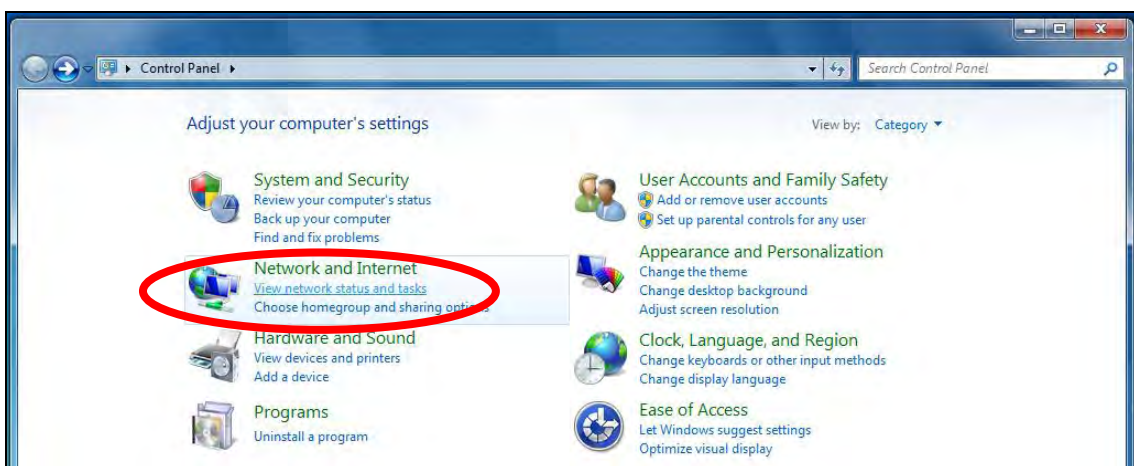 Control Panel
Search Control Panel
Adjust your computer's settings
View by: Category
System and Security
Review your computer's status
Back up your computer
Find and fix problems
Network and Internet
View network status and tasks
Choose homegroup and sharing options
Hardware and Sound
View devices and printers
Add a device
Programs
Uninstall a program
User Accounts and Family Safety
Add or remove user accounts
Set up parental controls for any user
Appearance and Personalization
Change the theme
Change desktop background
Adjust screen resolution
Clock, Language, and Region
Change keyboards or other input methods
Change display language
Ease of Access
Let Windows suggest settings
Optimize visual display